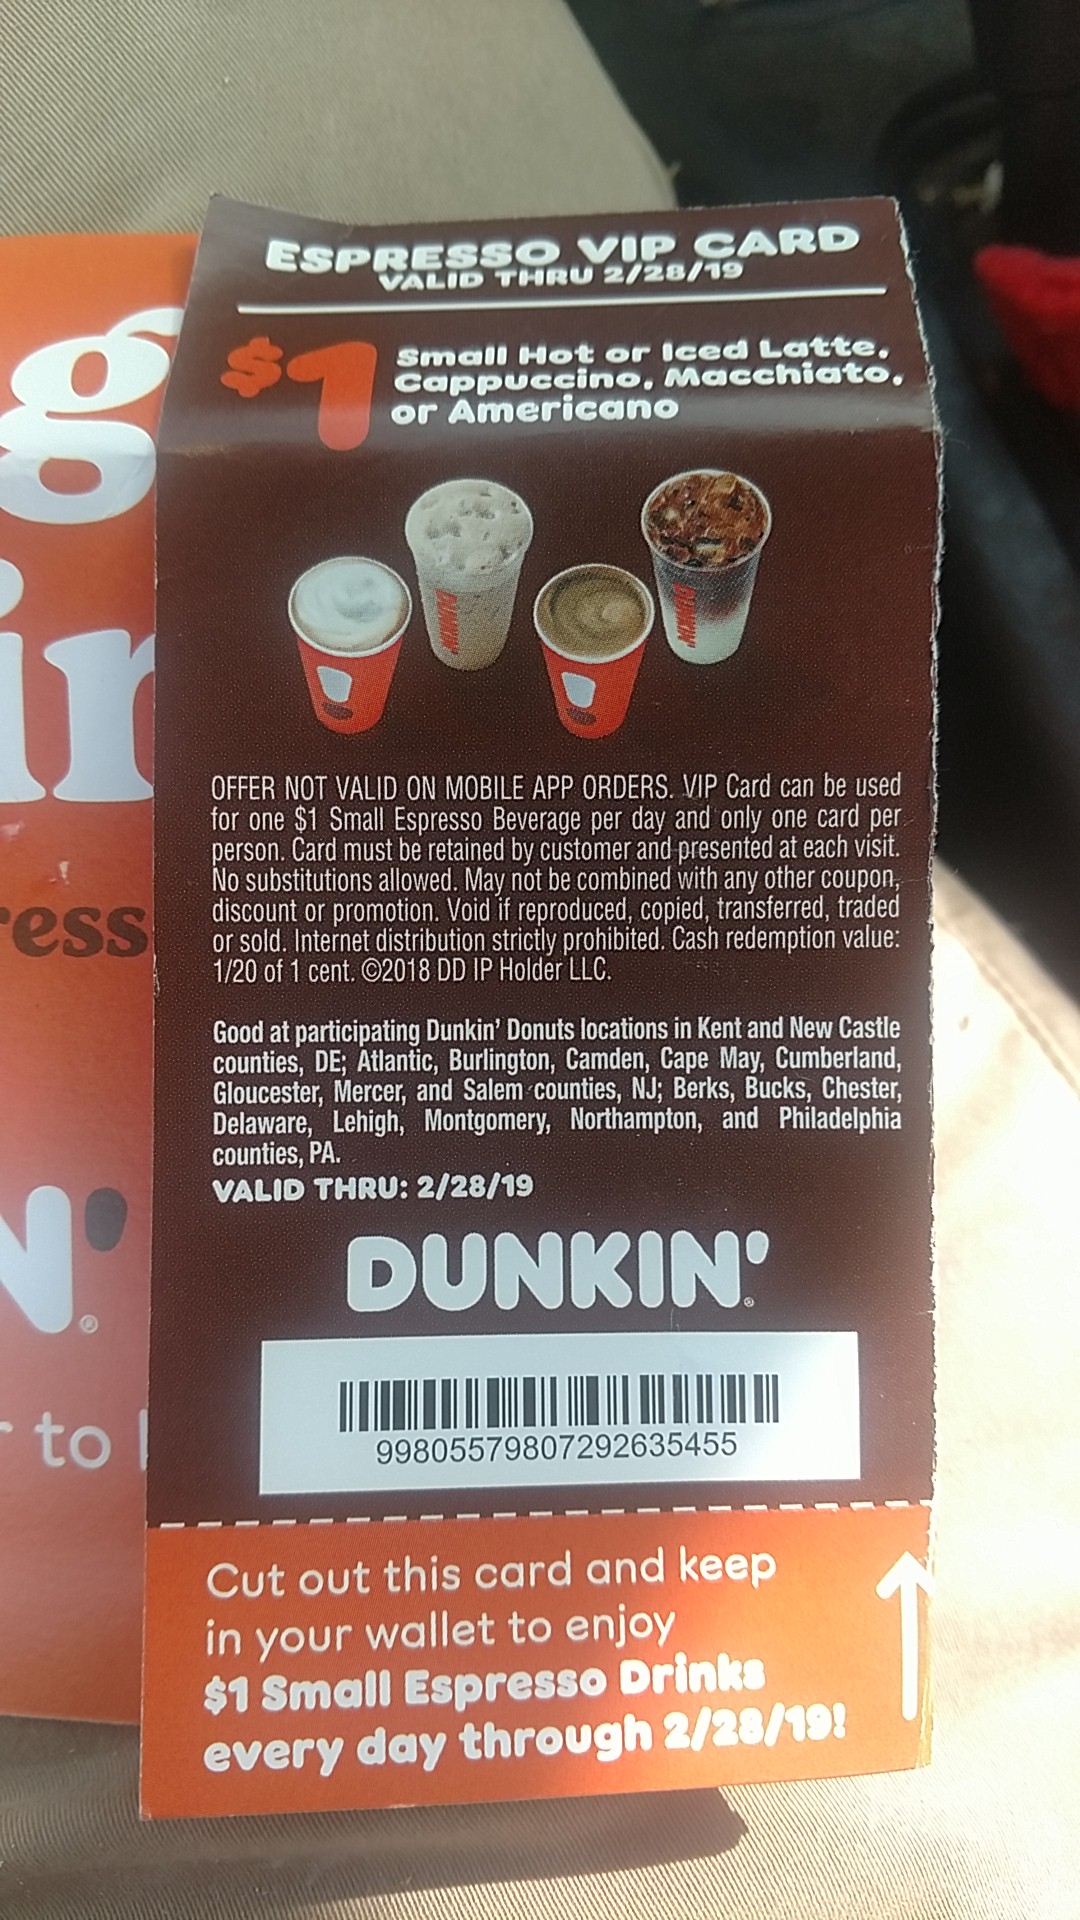 ESPRESSO VIP CARD
VALID THRU 2/28/19
$1
Small Hot or Iced Latte,
Cappuccino, Macchiato,
or Americano
DUNKIN'
DUNKIN'
OFFER NOT VALID ON MOBILE APP ORDERS. VIP Card can be used
for one $1 Small Espresso Beverage per day and only one card per
person. Card must be retained by customer and presented at each visit.
No substitutions allowed. May not be combined with any other coupon,
discount or promotion. Void if reproduced, copied, transferred, traded
or sold. Internet distribution strictly prohibited. Cash redemption value:
1/20 of 1 cent. ©2018 DD IP Holder LLC.
Good at participating Dunkin' Donuts locations in Kent and New Castle
counties, DE; Atlantic, Burlington, Camden, Cape May, Cumberland,
Gloucester, Mercer, and Salem counties, NJ; Berks, Bucks, Chester,
Delaware, Lehigh, Montgomery, Northampton, and Philadelphia
counties, PA.
VALID THRU: 2/28/19
DUNKIN'®
99805579807292635455
Cut out this card and keep
in your wallet to enjoy
$1 Small Espresso Drinks
every day through 2/28/19!
g
in
ress
N'®
to